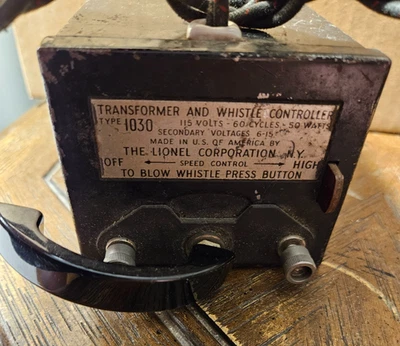 TRANSFORMER AND WHISTLE CONTROLLER
TYPE 1030 115 VOLTS - 60 CYCLES - 50 WATTS
SECONDARY VOLTAGES 6-15
MADE IN U.S. OF AMERICA BY
THE LIONEL CORPORATION N.Y.
OFF SPEED CONTROL HIGH
TO BLOW WHISTLE PRESS BUTTON